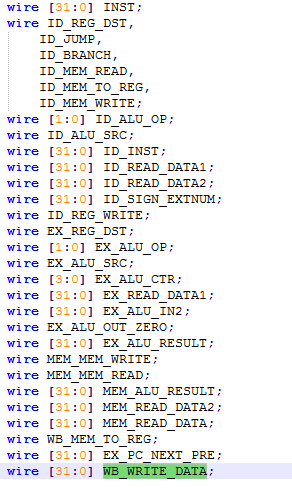 wire [31:0] INST;
wire ID_REG_DST,
ID_JUMP,
ID_BRANCH,
ID_MEM_READ,
ID_MEM_TO_REG,
ID_MEM_WRITE;
wire [1:0] ID_ALU_OP;
wire ID_ALU_SRC;
wire [31:0] ID_INST;
wire [31:0] ID_READ_DATA1;
wire [31:0] ID_READ_DATA2;
wire [31:0] ID_SIGN_EXTNUM;
wire ID_REG_WRITE;
wire EX_REG_DST;
wire [1:0] EX_ALU_OP;
wire EX_ALU_SRC;
wire [3:0] EX_ALU_CTR;
wire [31:0] EX_READ_DATA1;
wire [31:0] EX_ALU_IN2;
wire EX_ALU_OUT_ZERO;
wire [31:0] EX_ALU_RESULT;
wire MEM_MEM_WRITE;
wire MEM_MEM_READ;
wire [31:0] MEM_ALU_RESULT;
wire [31:0] MEM_READ_DATA2;
wire [31:0] MEM_READ_DATA;
wire WB_MEM_TO_REG;
wire [31:0] EX_PC_NEXT_PRE;
wire [31:0] WB_WRITE_DATA;